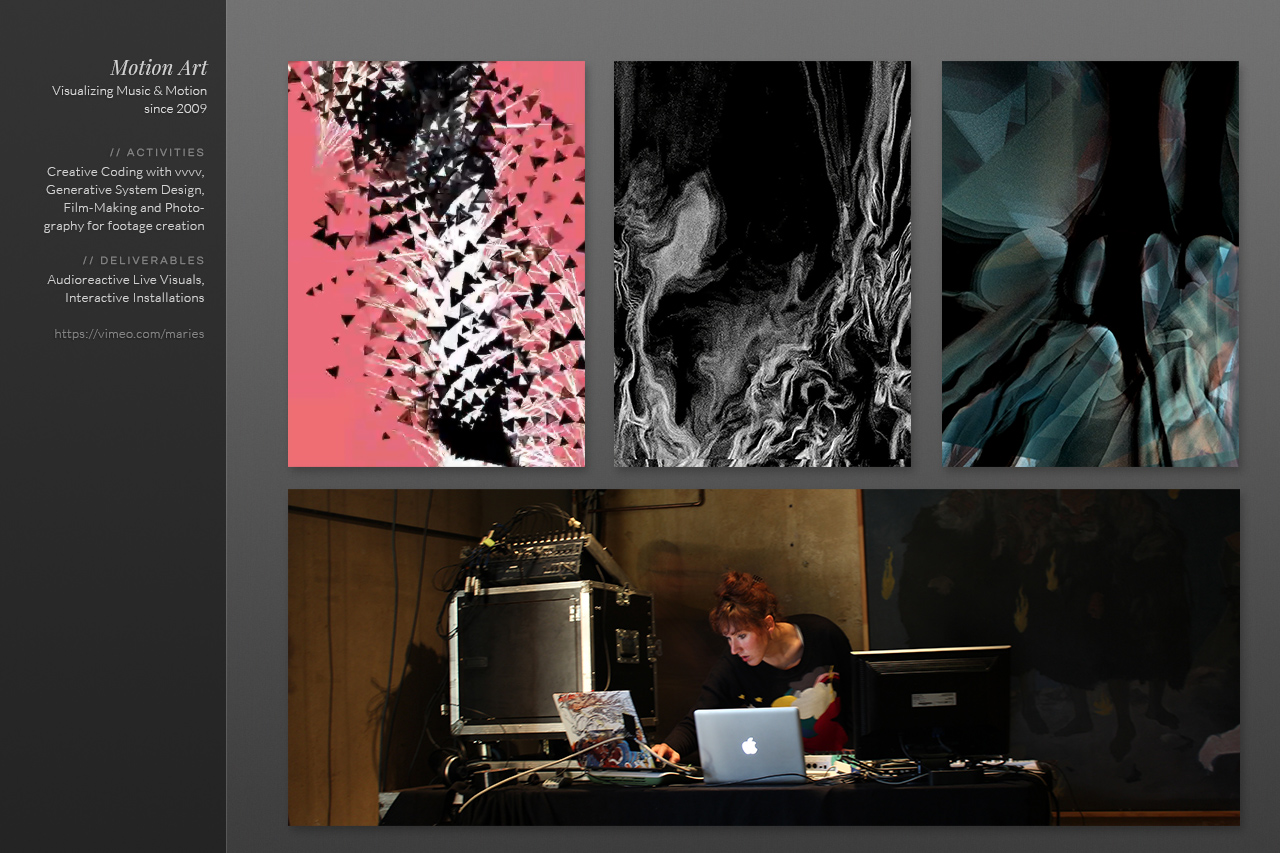 Motion Art
Visualizing Music & Motion
since 2009
// ACTIVITIES
Creative Coding with vvvv,
Generative System Design,
Film-Making and Photo-
graphy for footage creation
// DELIVERABLES
Audioreactive Live Visuals,
Interactive Installations
https://vimeo.com/maries